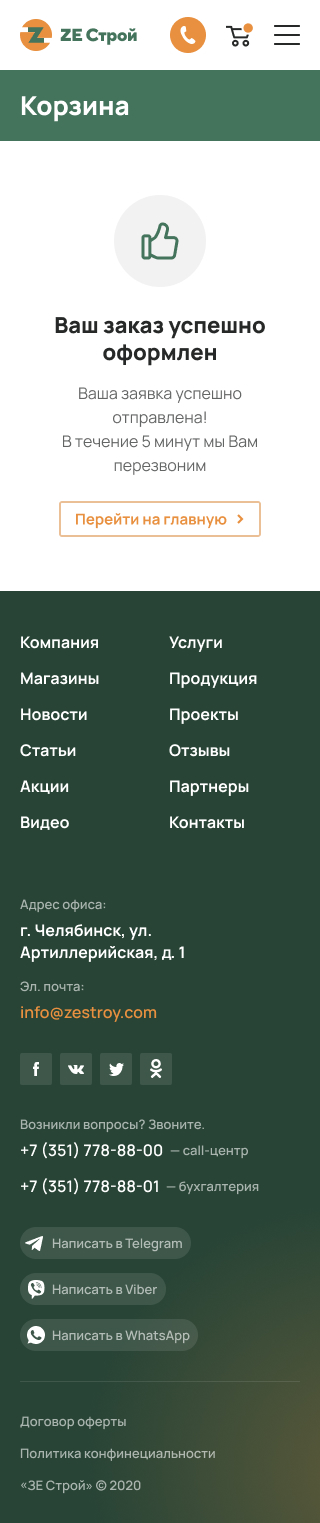 ZE Строй
Корзина
Ваш заказ успешно
оформлен
Ваша заявка успешно
отправлена!
В течение 5 минут мы Вам
перезвоним
Перейти на главную
Компания
Услуги
Магазины
Продукция
Новости
Проекты
Статьи
Отзывы
Акции
Партнеры
Видео
Контакты
Адрес офиса:
г. Челябинск, ул.
Артиллерийская, д. 1
Эл. почта:
info@zestroy.com
Возникли вопросы? Звоните.
+7 (351) 778-88-00 — call-центр
+7 (351) 778-88-01 — бухгалтерия
Написать в Telegram
Написать в Viber
Написать в WhatsApp
Договор оферты
Политика конфинециальности
«ЗЕ Строй» © 2020